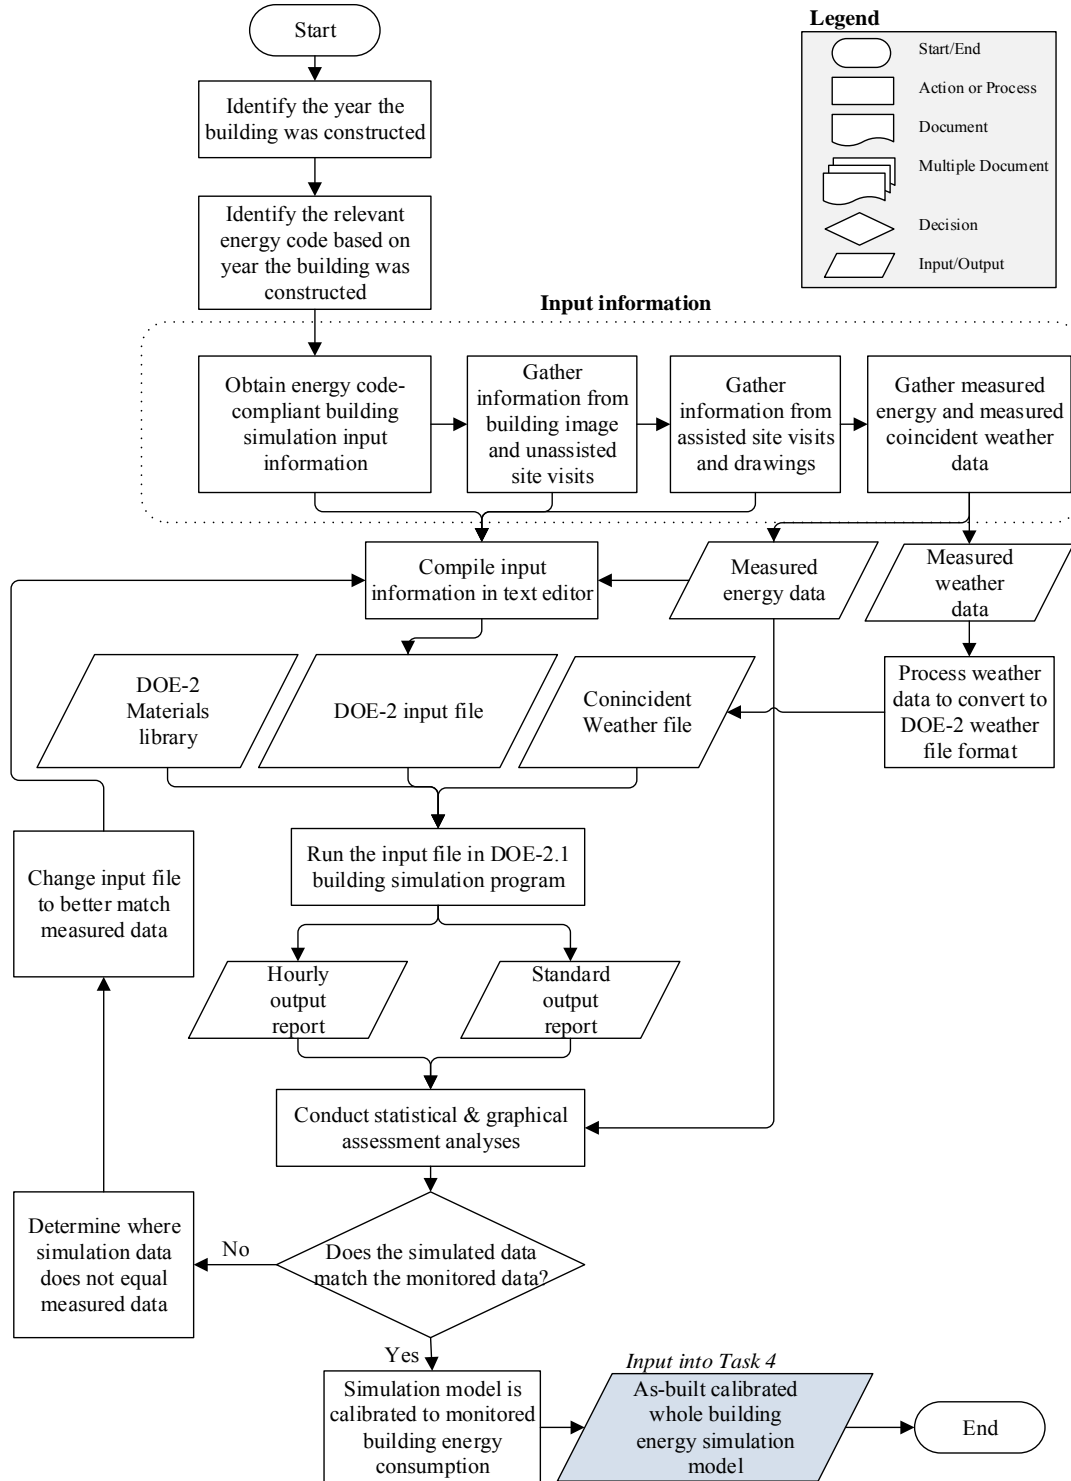 Start
Legend
Start/End
Action or Process
Document
Multiple Document
Decision
Input/Output
Identify the year the
building was constructed
Identify the relevant
energy code based on
year the building was
constructed
Input information
Obtain energy code-
compliant building
simulation input
information
Gather
information from
building image
and unassisted
site visits
Gather
information from
assisted site visits
and drawings
Gather measured
energy and measured
coincident weather
data
Compile input
information in text editor
Measured
energy data
Measured
weather
data
DOE-2
Materials
library
DOE-2 input file
Conincident
Weather file
Process weather
data to convert to
DOE-2 weather
file format
Run the input file in DOE-2.1
building simulation program
Change input file
to better match
measured data
Hourly
output
report
Standard
output
report
Conduct statistical & graphical
assessment analyses
Determine where
simulation data
does not equal
measured data
No
Does the simulated data
match the monitored data?
Yes
Simulation model is
calibrated to monitored
building energy
consumption
Input into Task 4
As-built calibrated
whole building
energy simulation
model
End